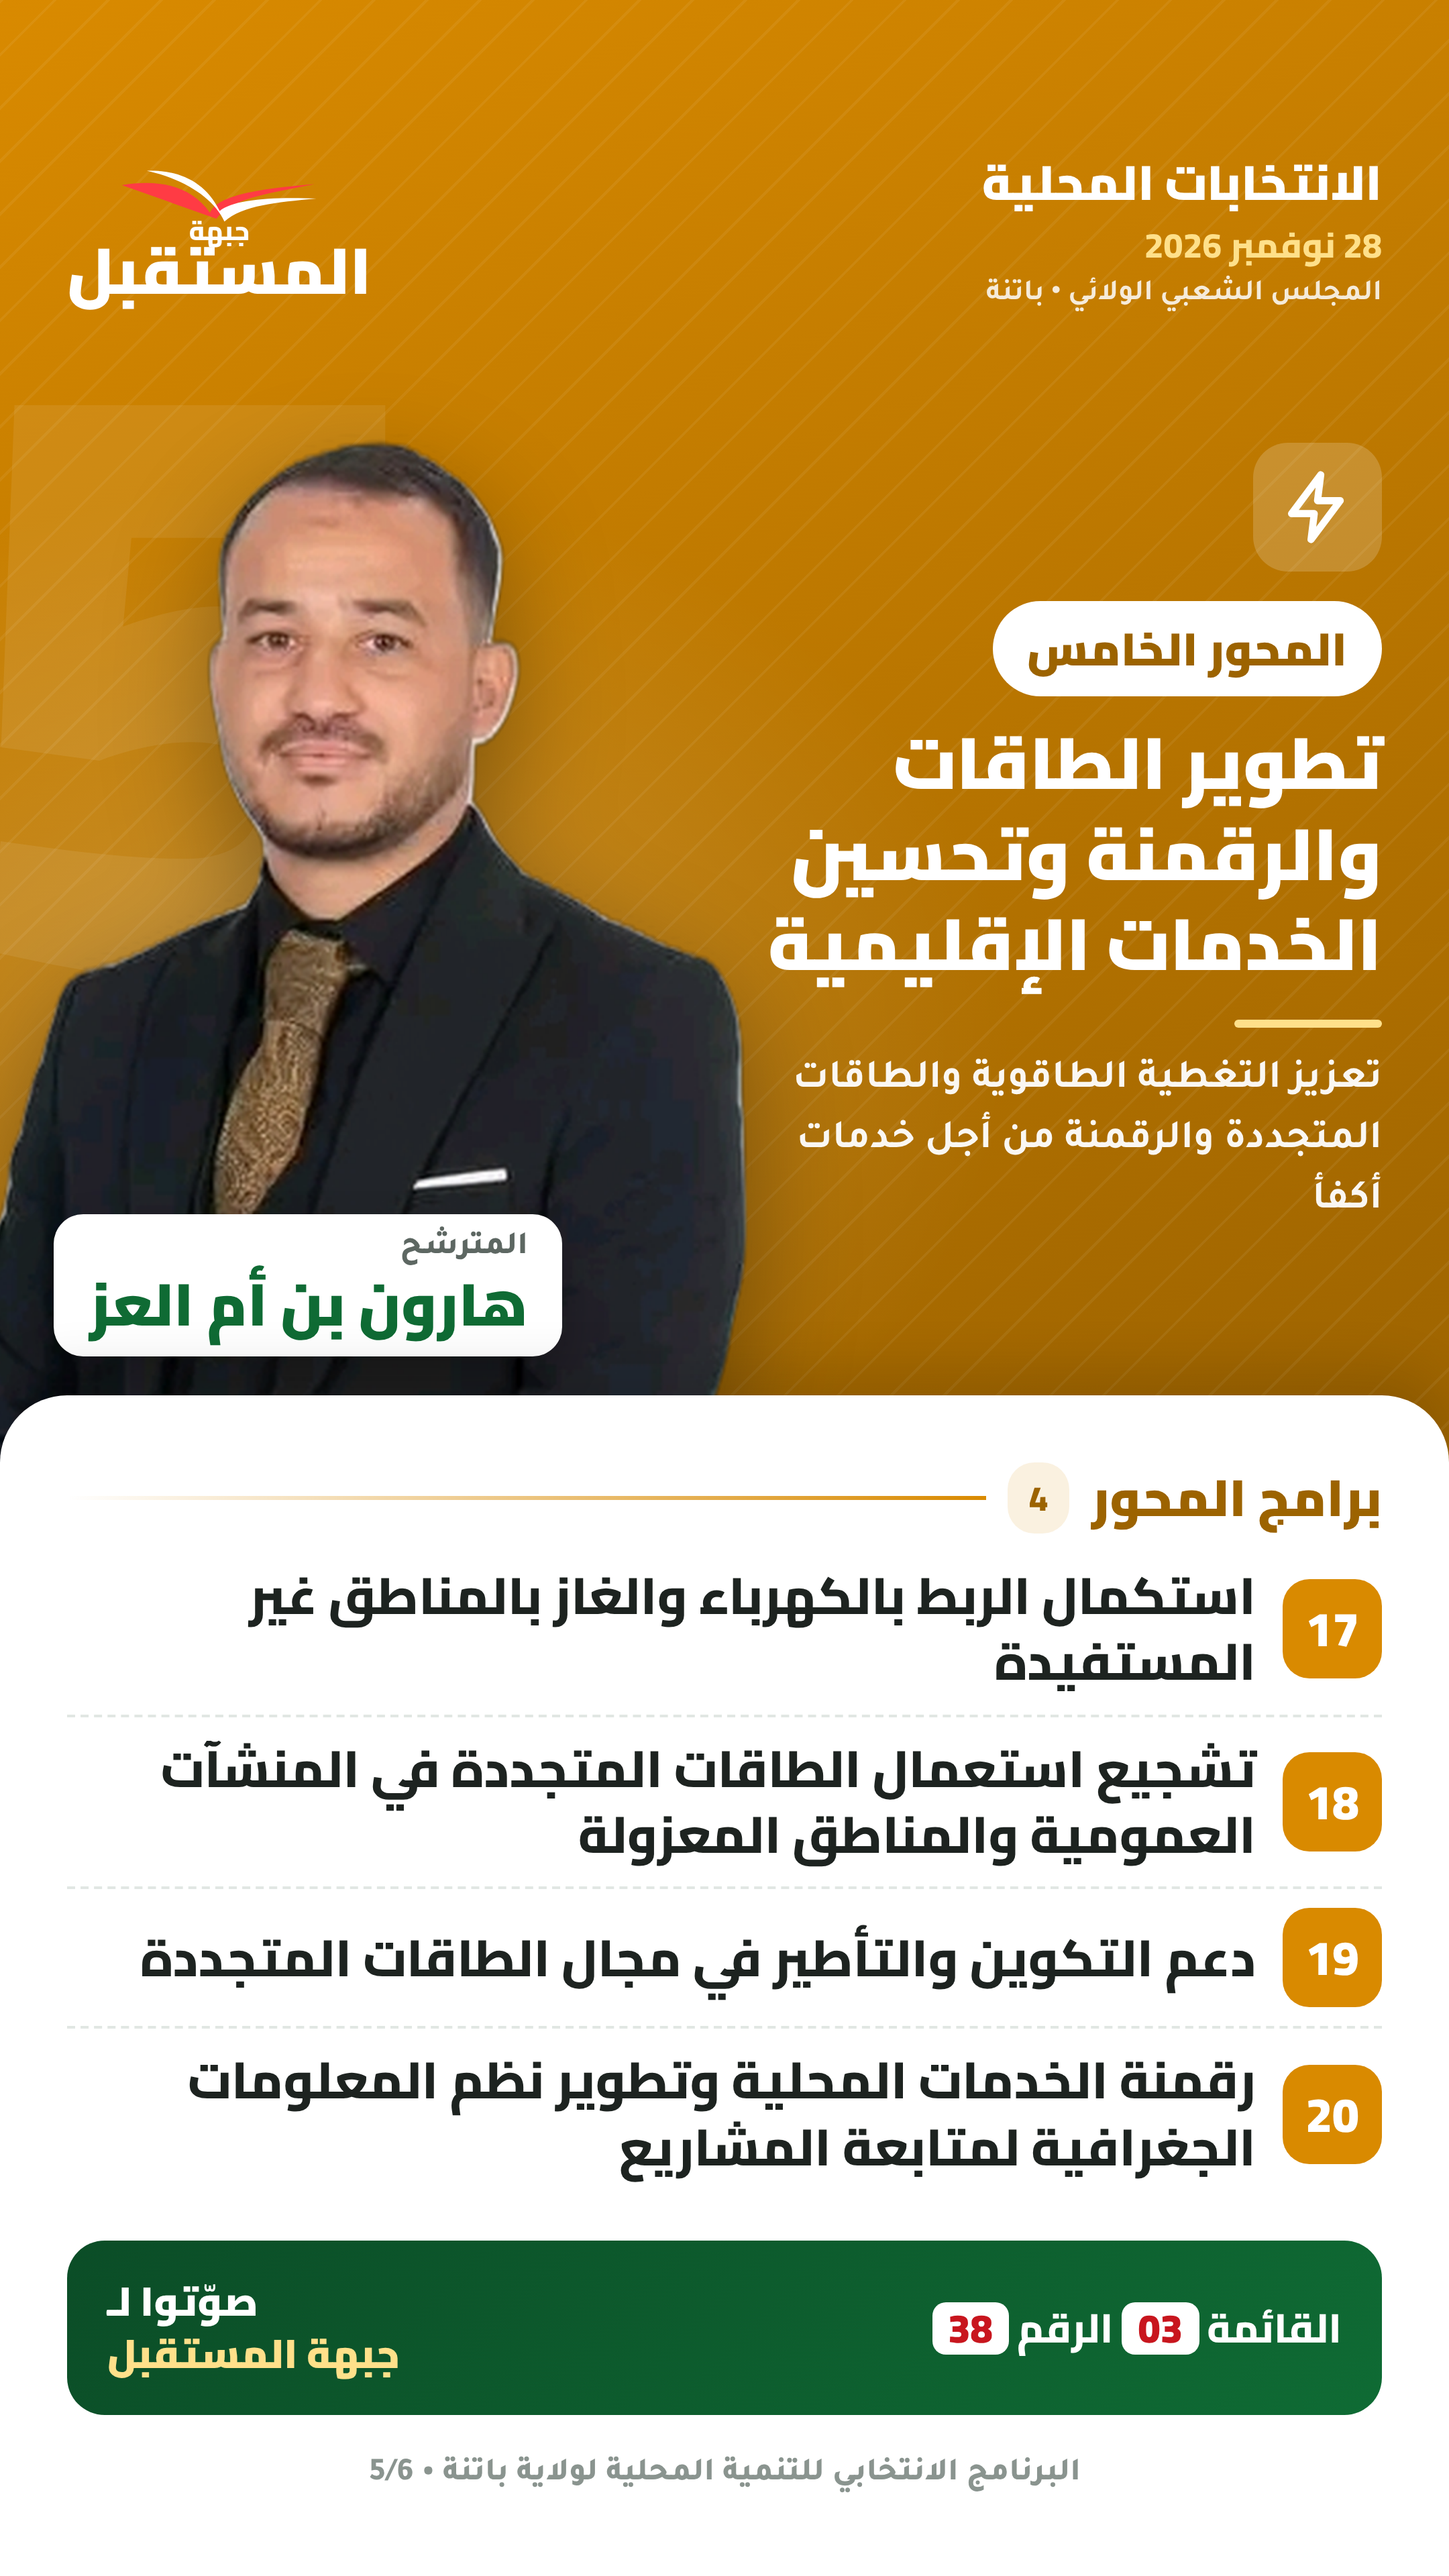 الانتخابات المحلية
28 نوفمبر 2026
المجلس الشعبي الولائي • باتنة
جبهة
المستقبل
المحور الخامس
تطوير الطاقات
والرقمنة وتحسين
الخدمات الإقليمية
تعزيز التغطية الطاقوية والطاقات
المتجددة والرقمنة من أجل خدمات
أكفأ
5
المترشح
هارون بن أم العز
برامج المحور 4
17
استكمال الربط بالكهرباء والغاز بالمناطق غير
المستفيدة
18
تشجيع استعمال الطاقات المتجددة في المنشآت
العمومية والمناطق المعزولة
19
دعم التكوين والتأطير في مجال الطاقات المتجددة
20
رقمنة الخدمات المحلية وتطوير نظم المعلومات
الجغرافية لمتابعة المشاريع
القائمة 03 الرقم 38
صوّتوا لـ
جبهة المستقبل
البرنامج الانتخابي للتنمية المحلية لولاية باتنة • 5/6